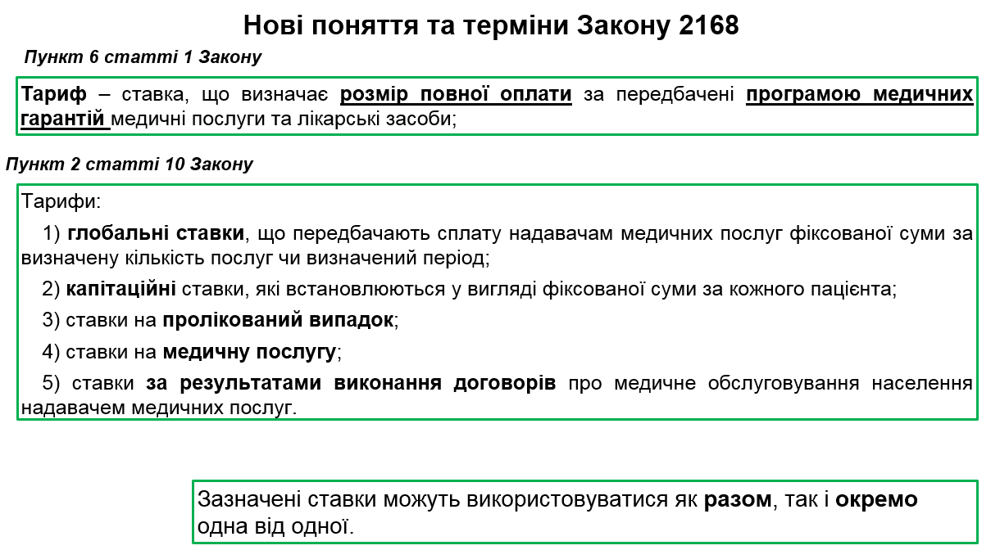 Нові поняття та терміни Закону 2168
Пункт 6 статті 1 Закону
Тариф – ставка, що визначає розмір повної оплати за передбачені програмою медичних
гарантій медичні послуги та лікарські засоби;
Пункт 2 статті 10 Закону
Тарифи:
1) глобальні ставки, що передбачають сплату надавачам медичних послуг фіксованої суми за
визначену кількість послуг чи визначений період;
2) капітаційні ставки, які встановлюються у вигляді фіксованої суми за кожного пацієнта;
3) ставки на пролікований випадок;
4) ставки на медичну послугу;
5) ставки за результатами виконання договорів про медичне обслуговування населення
надавачем медичних послуг.
Зазначені ставки можуть використовуватися як разом, так і окремо
одна від одної.